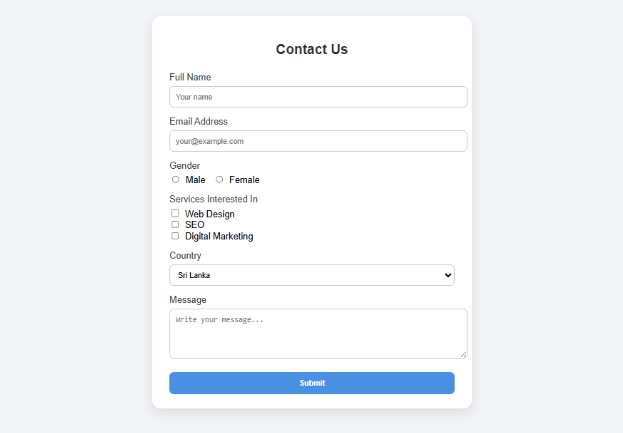 Contact Us
Full Name
Your name
Email Address
your@example.com
Gender
Male Female
Services Interested In
Web Design
SEO
Digital Marketing
Country
Sri Lanka
Message
Write your message...
Submit